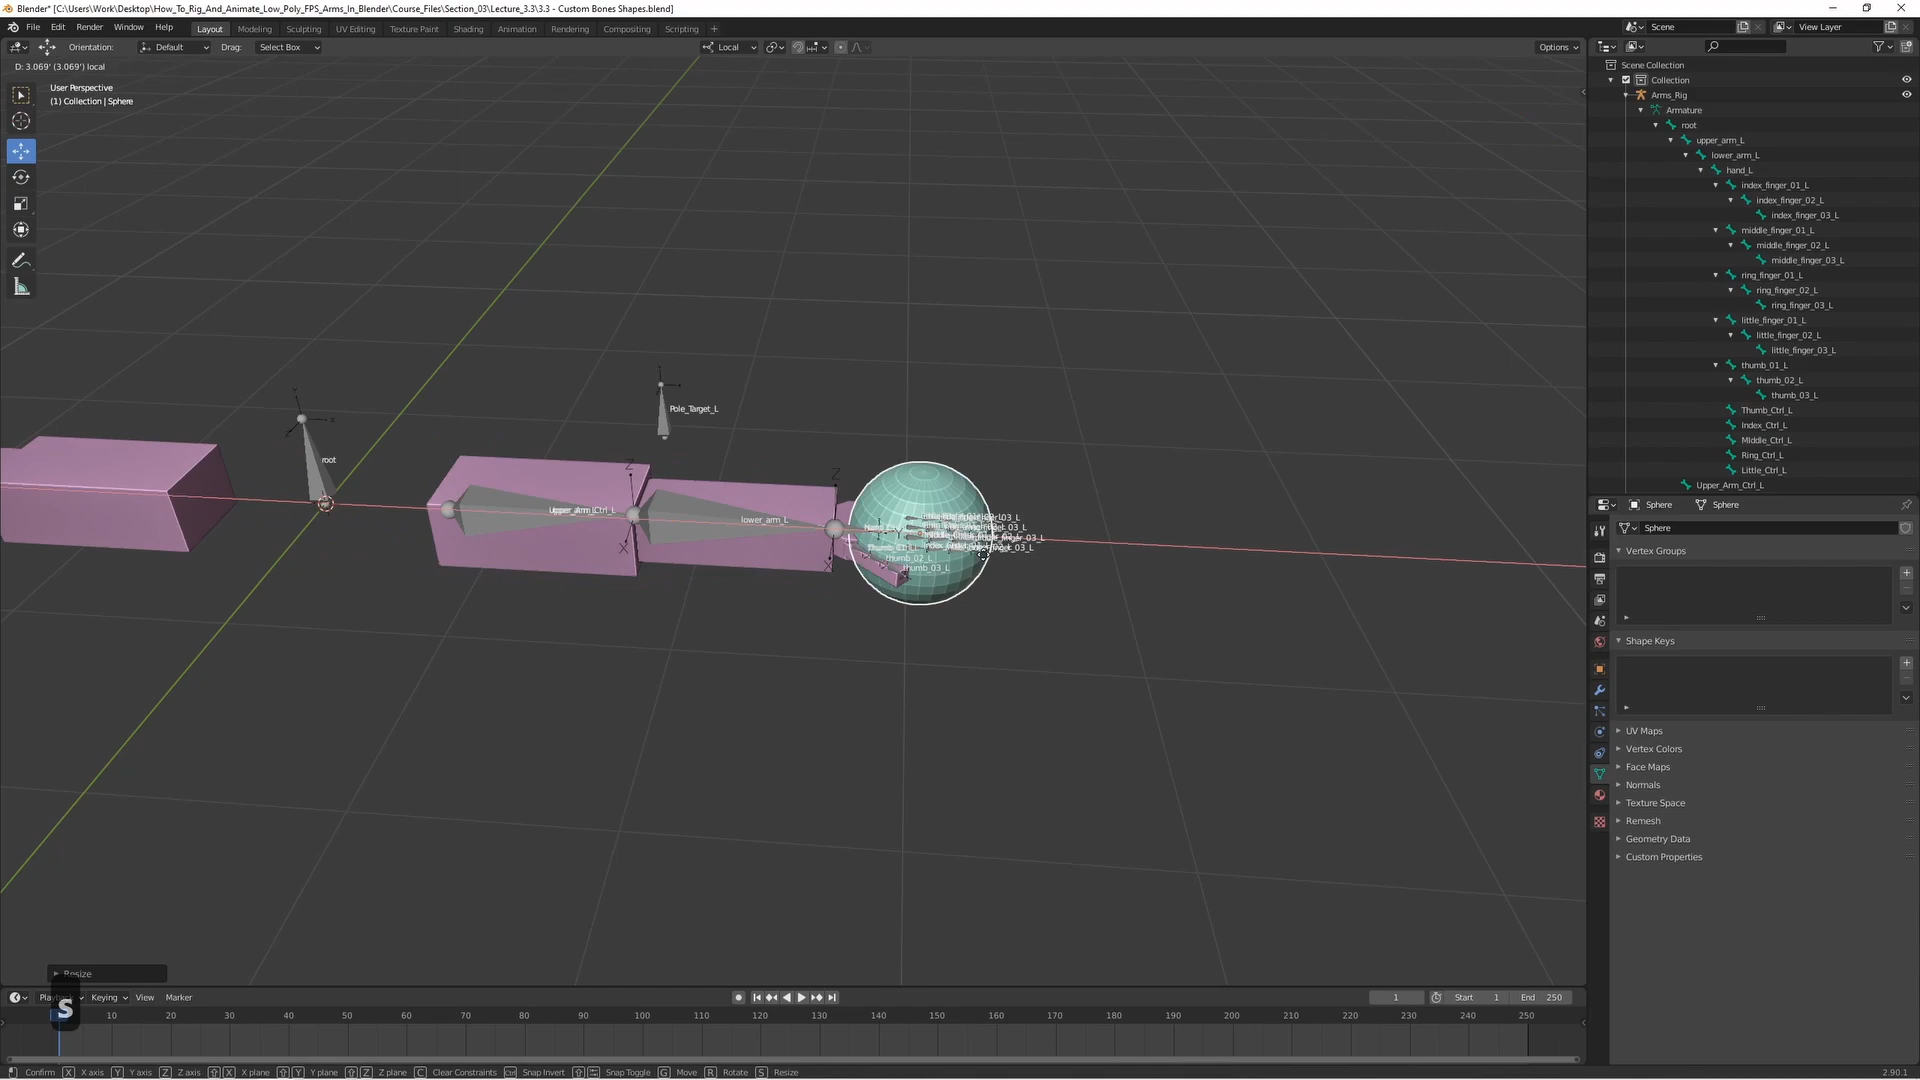 Blender* [C:\Users\Work\Desktop\How_To_Rig_And_Animate_Low_Poly_FPS_Arms_In_Blender\Course_Files\Section_03\Lecture_3.3\3.3 - Custom Bones Shapes.blend]
File Edit Render Window Help Layout Modeling Sculpting UV Editing Texture Paint Shading Animation Rendering Compositing Scripting +
Scene View Layer
Orientation: Default Drag: Select Box Local Options
D: 3.069' (3.069') local
User Perspective
(1) Collection | Sphere
Scene Collection
Collection
Arms_Rig
Armature
root
upper_arm_L
lower_arm_L
hand_L
index_finger_01_L
index_finger_02_L
index_finger_03_L
middle_finger_01_L
middle_finger_02_L
middle_finger_03_L
ring_finger_01_L
ring_finger_02_L
ring_finger_03_L
little_finger_01_L
little_finger_02_L
little_finger_03_L
thumb_01_L
thumb_02_L
thumb_03_L
Thumb_Ctrl_L
Index_Ctrl_L
Middle_Ctrl_L
Ring_Ctrl_L
Little_Ctrl_L
Upper_Arm_Ctrl_L
Pole_Target_L
root
lower_arm_L
thumb_02_L
thumb_03_L
Z
X
Z
X
Sphere Sphere
Sphere
Vertex Groups
Shape Keys
UV Maps
Vertex Colors
Face Maps
Normals
Texture Space
Remesh
Geometry Data
Custom Properties
Resize
S
Keying View Marker
1 Start 1 End 250
10 20 30 40 50 60 70 80 90 100 110 120 130 140 150 160 170 180 190 200 210 220 230 240 250
Confirm X X axis Y Y axis Z Z axis X X plane Y Y plane Z Z plane C Clear Constraints Ctrl Snap Invert Snap Toggle G Move R Rotate S Resize
2.90.1